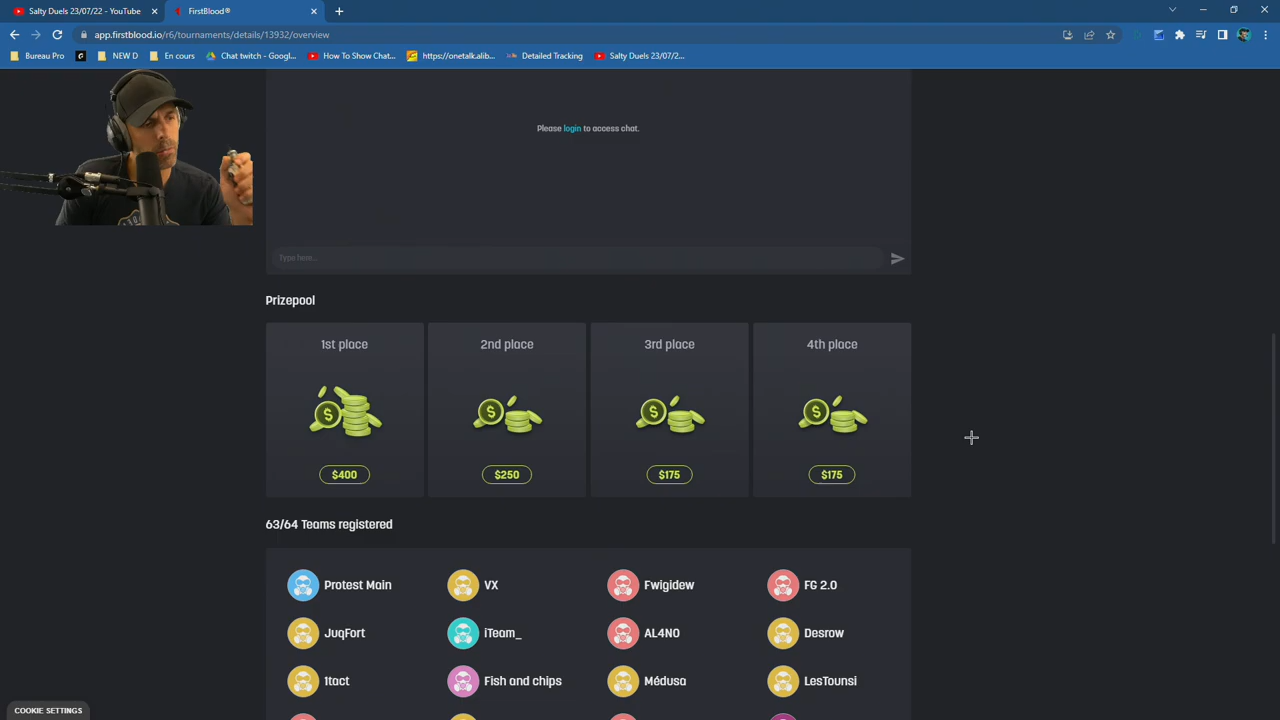 Salty Duels 23/07/22 - YouTube
FirstBlood®
app.firstblood.io/r6/tournaments/details/13932/overview
Bureau Pro
NEW D
En cours
Chat twitch - Googl...
How To Show Chat...
https://onetalk.alib...
Detailed Tracking
Salty Duels 23/07/2...
Please login to access chat.
Type here...
Prizepool
1st place
2nd place
3rd place
4th place
$400
$250
$175
$175
63/64 Teams registered
Protest Main
VX
Fwigidew
FG 2.0
JuqFort
iTeam_
AL4NO
Desrow
1tact
Fish and chips
Médusa
LesTounsi
COOKIE SETTINGS